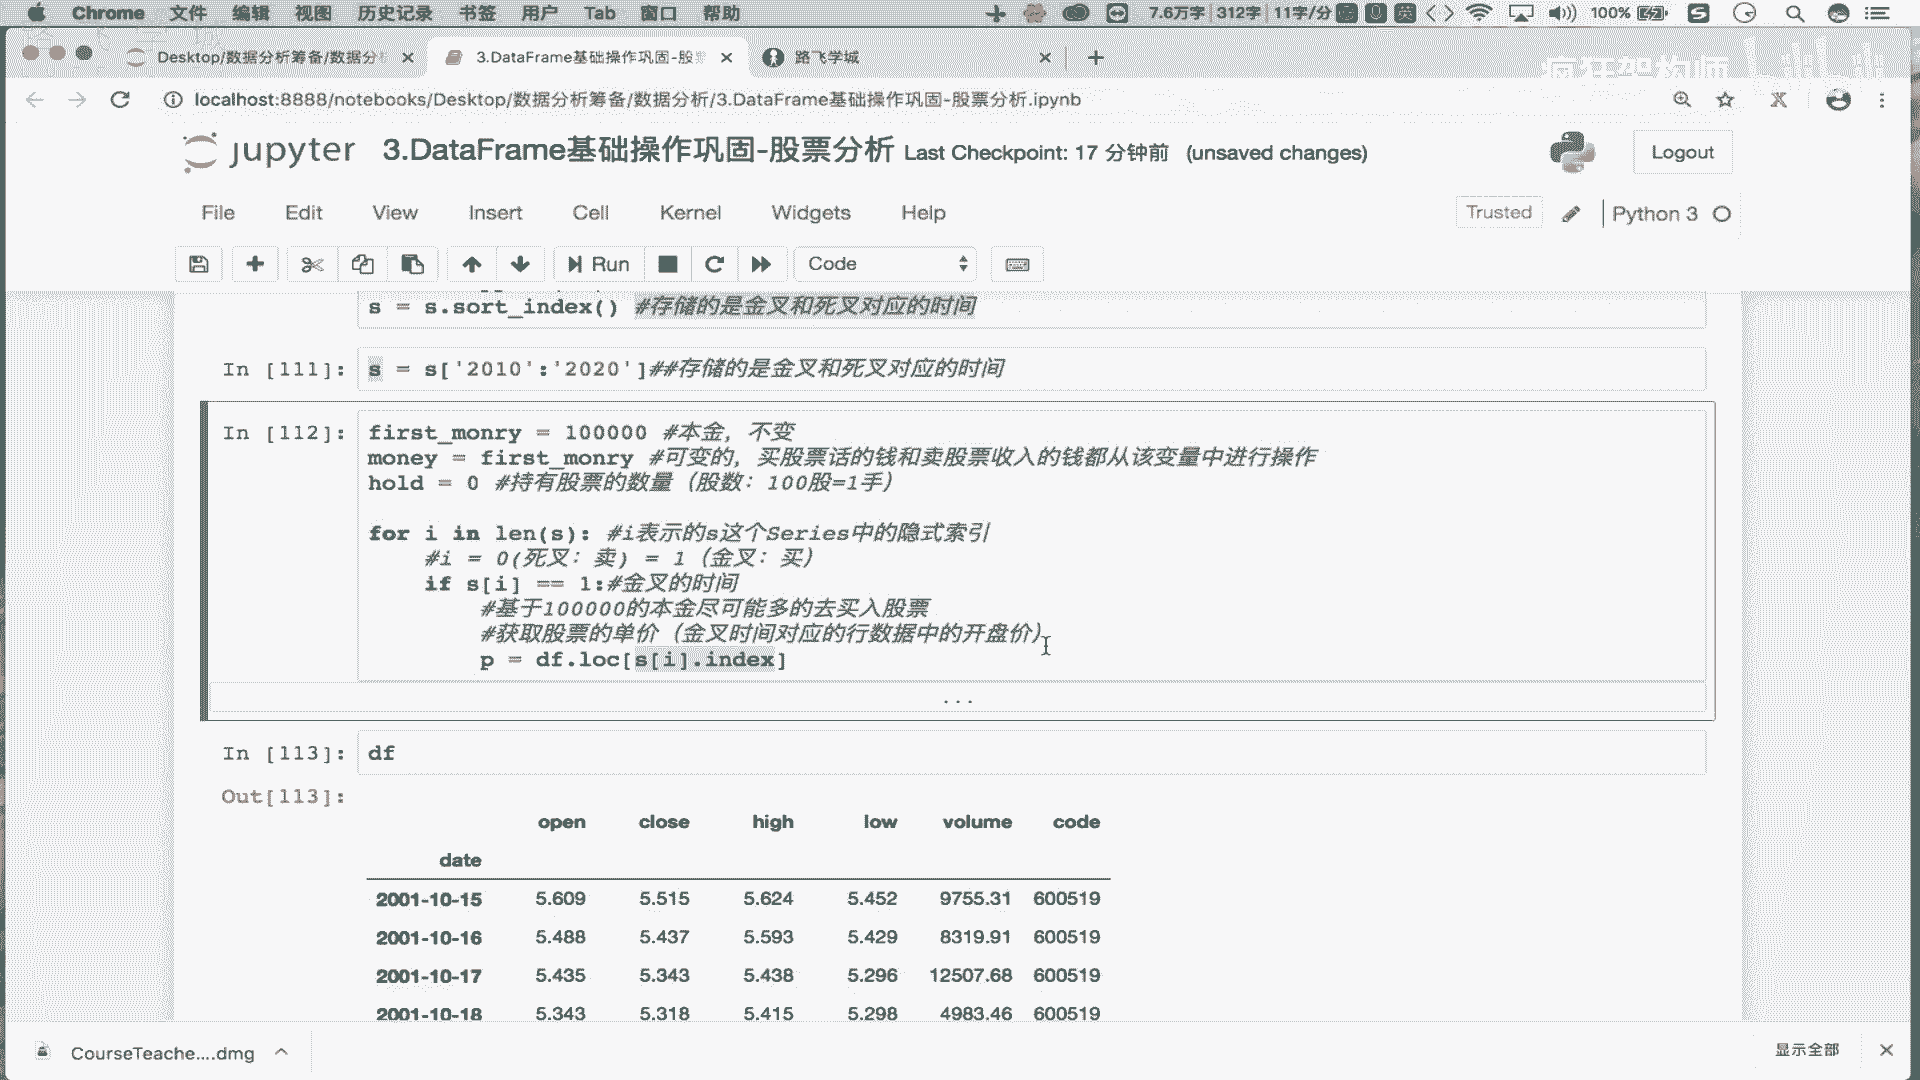 Chrome 文件 编辑 视图 历史记录 书签 用户 Tab 窗口 帮助 7.6万字 312字 11字/分 英 100%
Desktop/数据分析筹备/数据分析 3.DataFrame基础操作巩固-股票 路飞学城
疯狂架构师
localhost:8888/notebooks/Desktop/数据分析筹备/数据分析/3.DataFrame基础操作巩固-股票分析.ipynb
jupyter 3.DataFrame基础操作巩固-股票分析 Last Checkpoint: 17 分钟前 (unsaved changes) Logout
File Edit View Insert Cell Kernel Widgets Help Trusted Python 3
Run Code
s = s.sort_index() #存储的是金叉和死叉对应的时间
In [111]: s = s['2010':'2020']##存储的是金叉和死叉对应的时间
In [112]: first_monry = 100000 #本金，不变
money = first_monry #可变的，买股票话的钱和卖股票收入的钱都从该变量中进行操作
hold = 0 #持有股票的数量（股数：100股=1手）
for i in len(s): #i表示的s这个Series中的隐式索引
#i = 0(死叉：卖) = 1（金叉：买）
if s[i] == 1:#金叉的时间
#基于100000的本金尽可能多的去买入股票
#获取股票的单价（金叉时间对应的行数据中的开盘价）
p = df.loc[s[i].index]
...
In [113]: df
Out[113]:
open close high low volume code
date
2001-10-15 5.609 5.515 5.624 5.452 9755.31 600519
2001-10-16 5.488 5.437 5.593 5.429 8319.91 600519
2001-10-17 5.435 5.343 5.438 5.296 12507.68 600519
2001-10-18 5.343 5.318 5.415 5.298 4983.46 600519
CourseTeache....dmg 显示全部